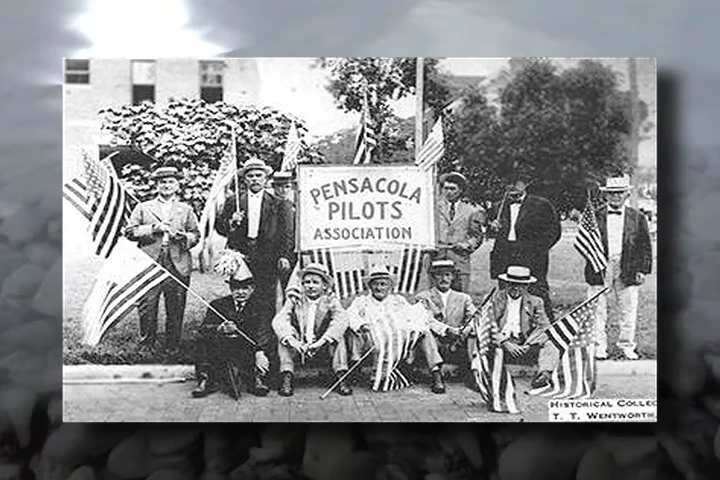 PENSACOLA
PILOTS
ASSOCIATION
HISTORICAL COLLEC
T. T. WENTWORTH